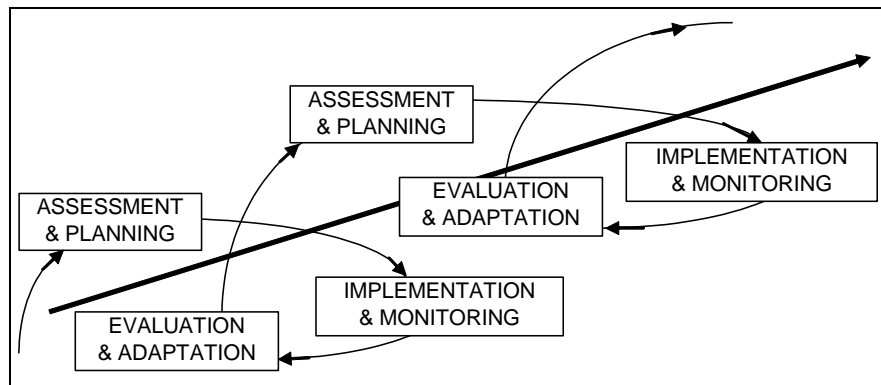 ASSESSMENT
& PLANNING
IMPLEMENTATION
& MONITORING
EVALUATION
& ADAPTATION
ASSESSMENT
& PLANNING
IMPLEMENTATION
& MONITORING
EVALUATION
& ADAPTATION